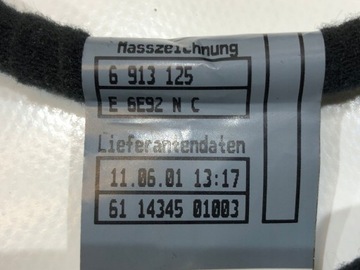 Masszeichnung
6 913 125
E 6E92 N C
Lieferantendaten
11.06.01 13:17
61 14345 01003